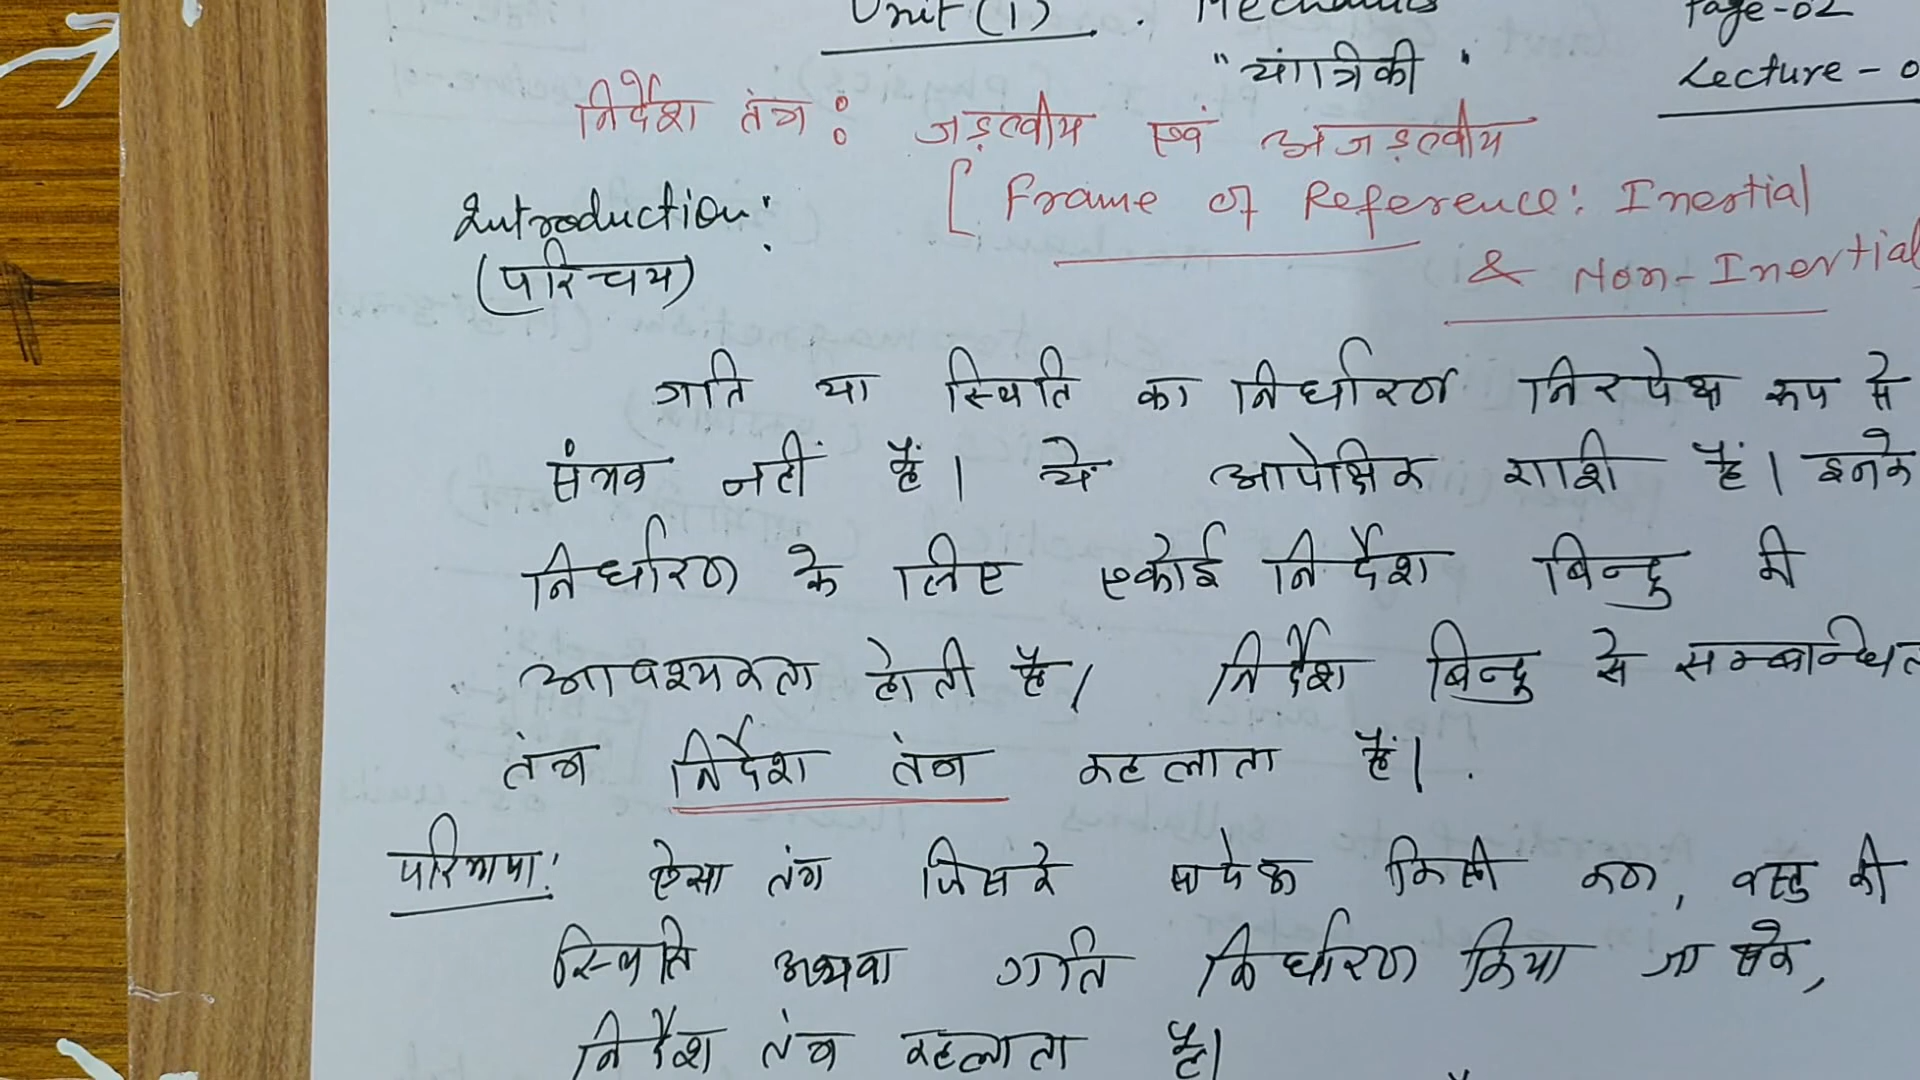 Unit (1) . Mechanics Page-02
"यांत्रिकी" Lecture - 0
निर्देश तंत्र : जड़त्वीय एवं अजड़त्वीय
[ Frame of Reference: Inertial
& Non-Inertial
Introduction:
(परिचय)
गति या स्थिति का निर्धारण निरपेक्ष रूप से
संभव नहीं हैं। ये आपेक्षिक राशी हैं। इनके
निर्धारण के लिए एकोई निर्देश बिन्दु की
आवश्यकता होती है। निर्देश बिन्दु से सम्बन्धित
तंत्र निर्देश तंत्र कहलाता हैं।
परिभाषा: ऐसा तंत्र जिसके सापेक्ष किसी कण, वस्तु की
स्थिति अथवा गति निर्धारण किया जा सके,
निर्देश तंत्र कहलाता है।